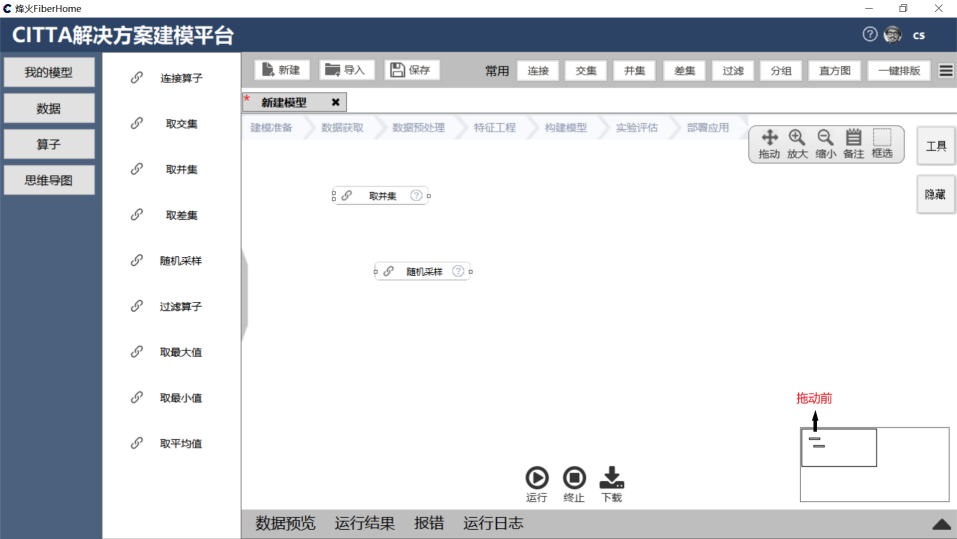 烽火FiberHome
CITTA解决方案建模平台
cs
我的模型
数据
算子
思维导图
连接算子
取交集
取并集
取差集
随机采样
过滤算子
取最大值
取最小值
取平均值
新建 导入 保存 常用 连接 交集 并集 差集 过滤 分组 直方图 一键排版
* 新建模型
建模准备 数据获取 数据预处理 特征工程 构建模型 实验评估 部署应用
拖动 放大 缩小 备注 框选
工具
隐藏
取并集
随机采样
拖动前
运行 终止 下载
数据预览 运行结果 报错 运行日志